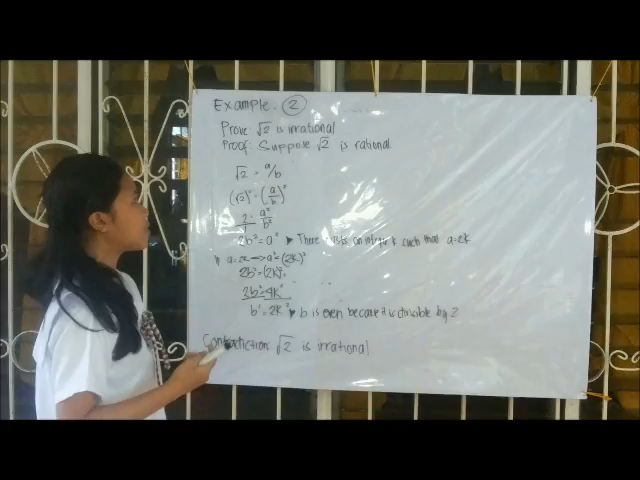 Example. 2
Prove √2 is irrational
Proof: Suppose √2 is rational
√2 = a/b
(√2)² = (a/b)²
2/1 = a²/b²
2b² = a² ▶ There exists an integer k such that a=2k
If a=2k → a² = (2k)²
2b² = (2k)²
2b² = 4k²
b² = 2k² ▶ b is even because it is divisible by 2
Contradiction: √2 is irrational